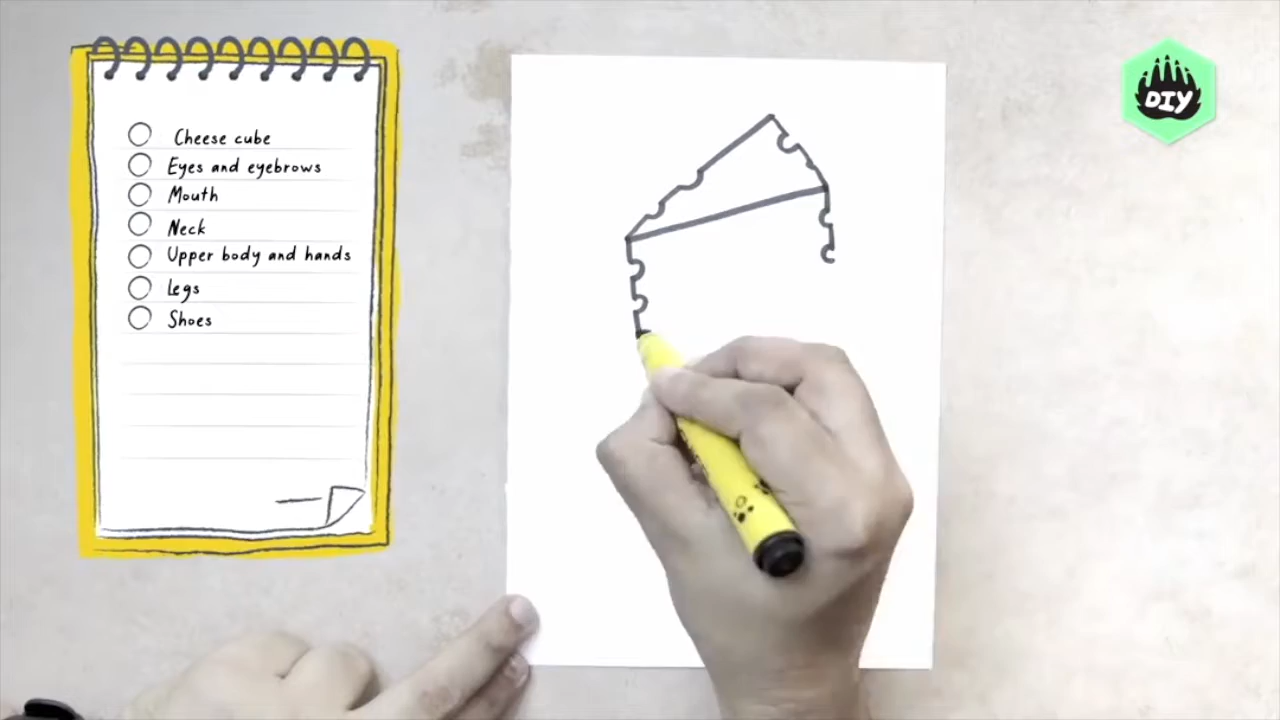 Cheese cube
Eyes and eyebrows
Mouth
Neck
Upper body and hands
Legs
Shoes
DIY